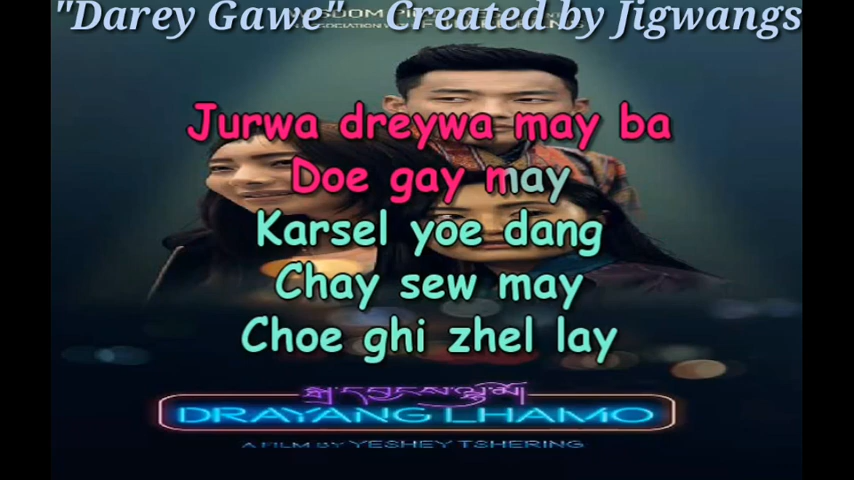 "Darey Gawe" Created by Jigwangs
Jurwa dreywa may ba
Doe gay may
Karsel yoe dang
Chay sew may
Choe ghi zhel lay
DRAYANG LHAMO
A FILM BY YESHEY TSHERING